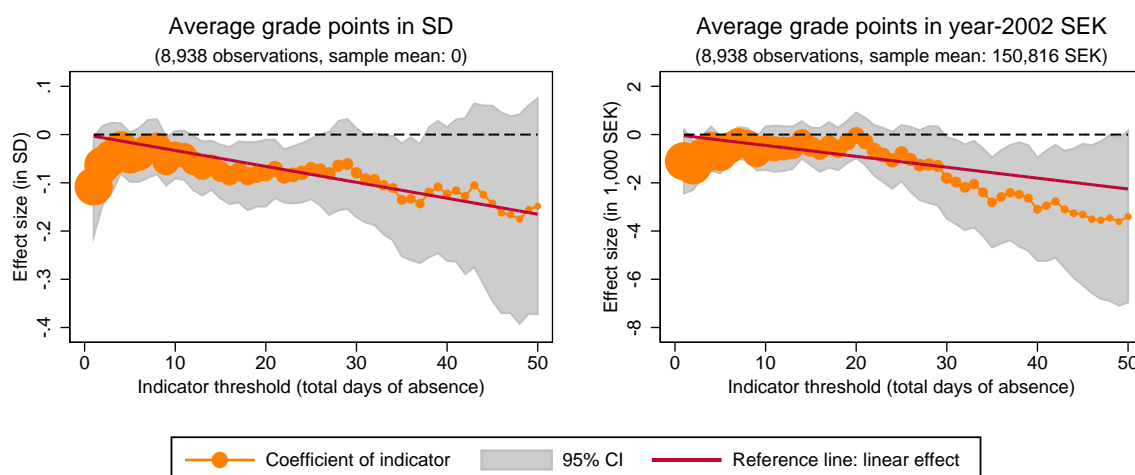 Average grade points in SD
(8,938 observations, sample mean: 0)
Effect size (in SD)
.1
0
-.1
-.2
-.3
-.4
0 10 20 30 40 50
Indicator threshold (total days of absence)
Average grade points in year-2002 SEK
(8,938 observations, sample mean: 150,816 SEK)
Effect size (in 1,000 SEK)
2
0
-2
-4
-6
-8
0 10 20 30 40 50
Indicator threshold (total days of absence)
Coefficient of indicator 95% CI Reference line: linear effect